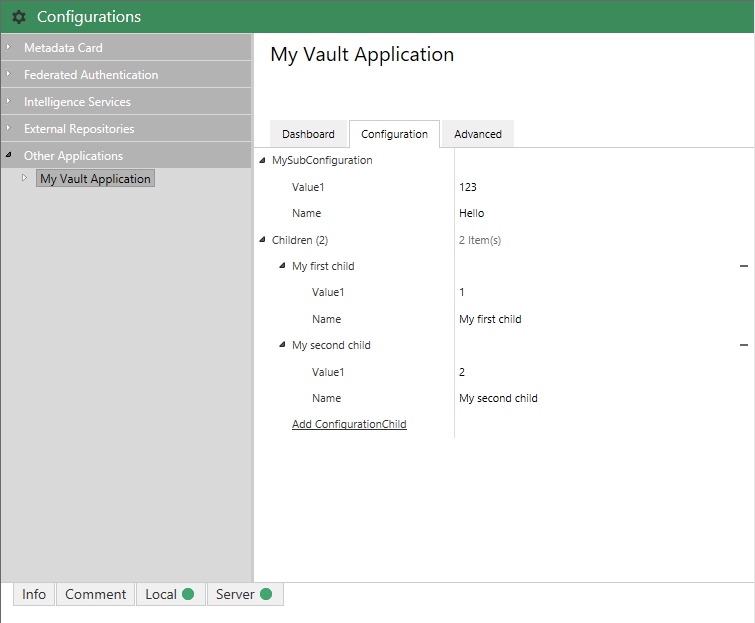 Configurations
Metadata Card
Federated Authentication
Intelligence Services
External Repositories
Other Applications
My Vault Application
My Vault Application
Dashboard Configuration Advanced
MySubConfiguration
Value1 123
Name Hello
Children (2) 2 Item(s)
My first child
Value1 1
Name My first child
My second child
Value1 2
Name My second child
Add ConfigurationChild
Info Comment Local Server